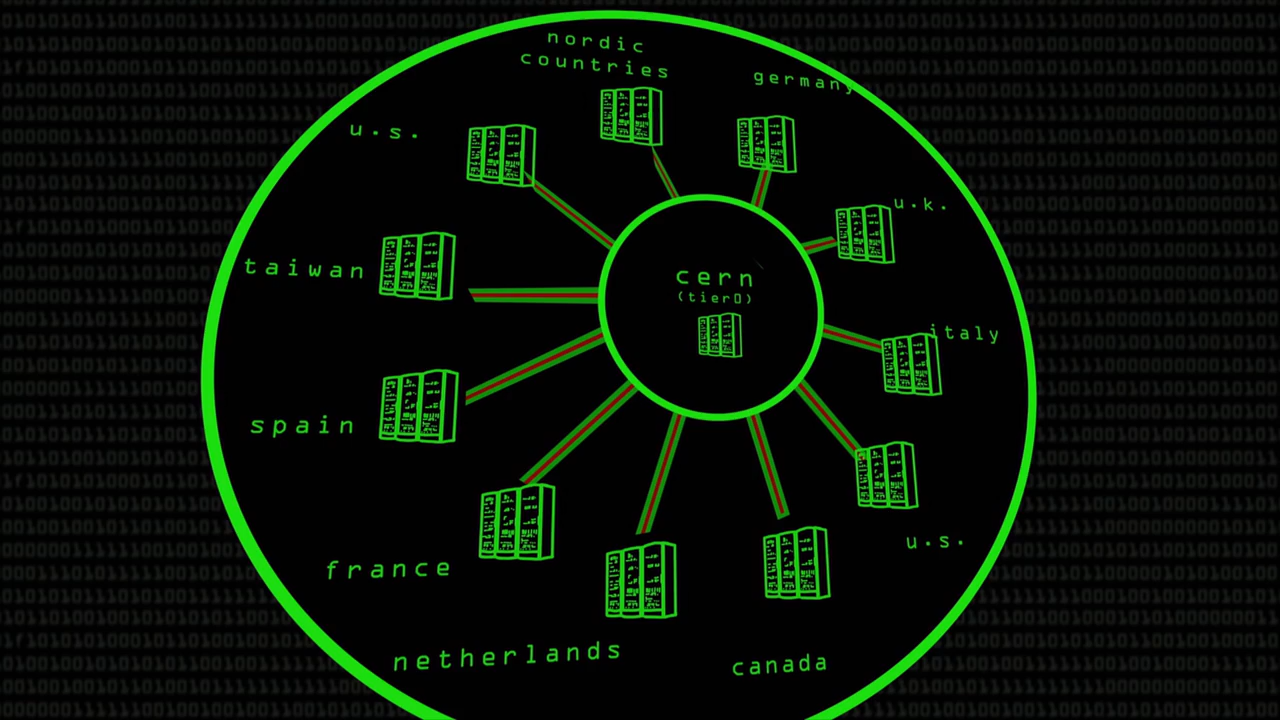 nordic
countries
germany
u.s.
u.k.
taiwan
cern
(tier0)
italy
spain
u.s.
france
netherlands
canada